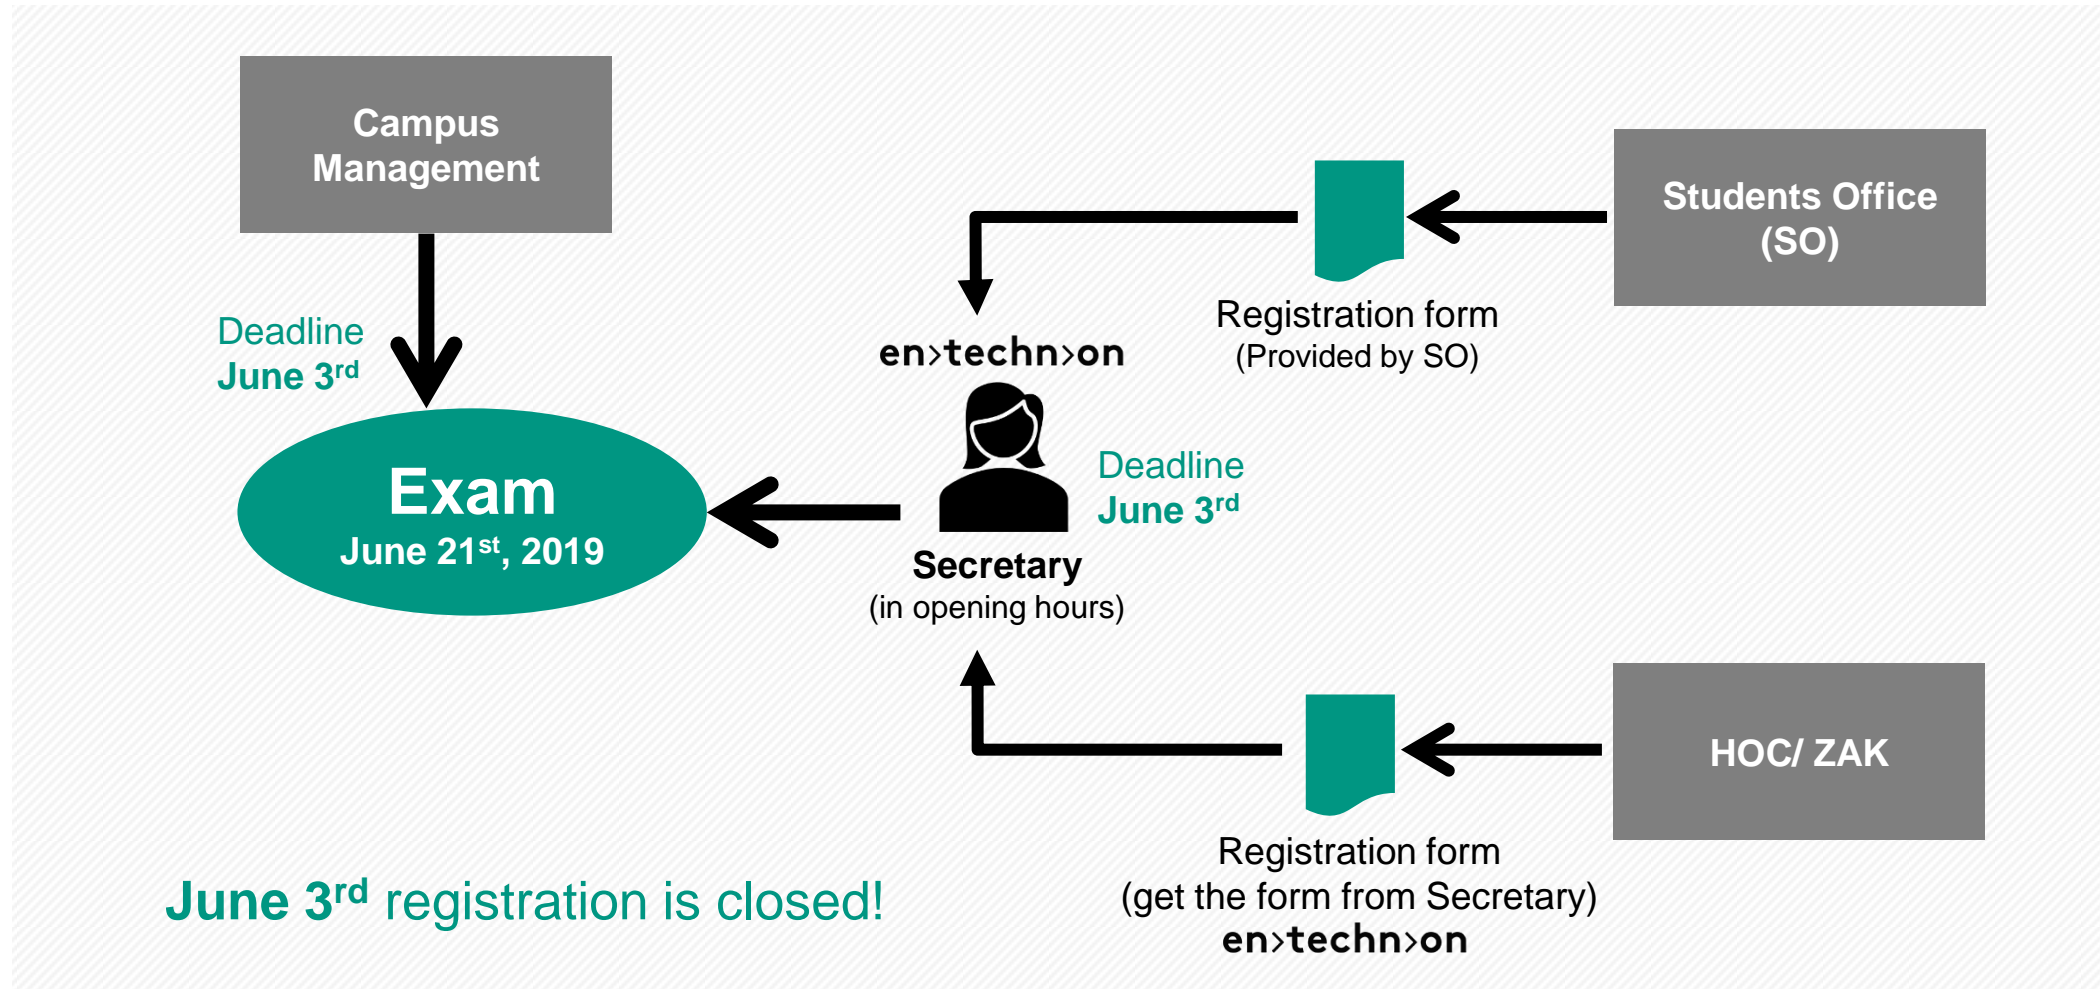 Campus
Management
Deadline
June 3rd
Exam
June 21st, 2019
en>techn>on
Deadline
June 3rd
Secretary
(in opening hours)
Registration form
(Provided by SO)
Students Office
(SO)
HOC/ ZAK
Registration form
(get the form from Secretary)
en>techn>on
June 3rd registration is closed!